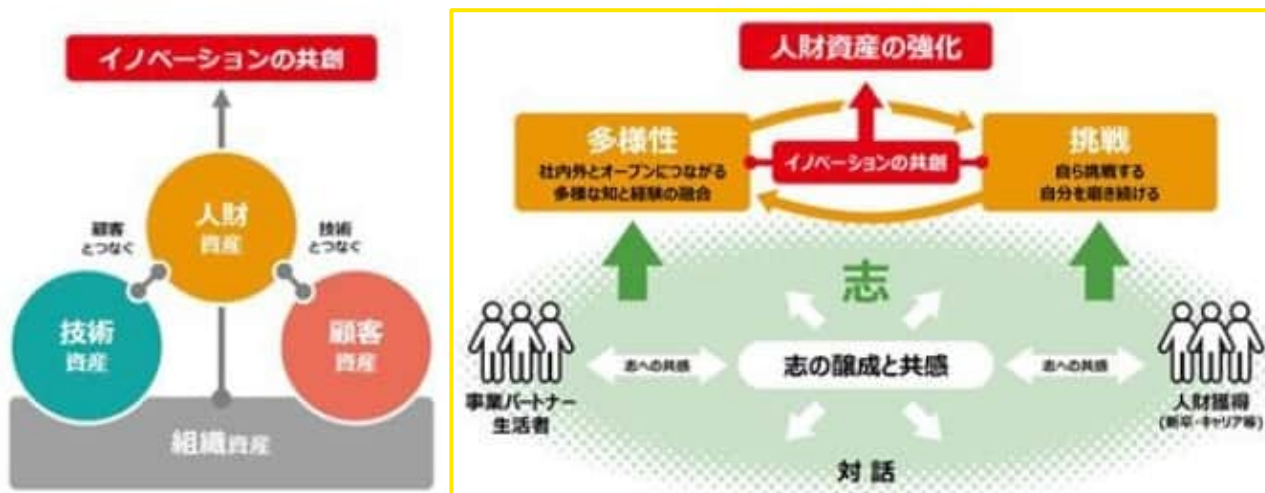 イノベーションの共創
人財
資産
顧客
とつなぐ
技術
とつなぐ
技術
資産
顧客
資産
組織資産
人財資産の強化
多様性
社内外とオープンにつながる
多様な知と経験の融合
イノベーションの共創
挑戦
自ら挑戦する
自分を磨き続ける
志
事業パートナー
生活者
志への共感
志の醸成と共感
志への共感
人財獲得
(新卒・キャリア等)
対話